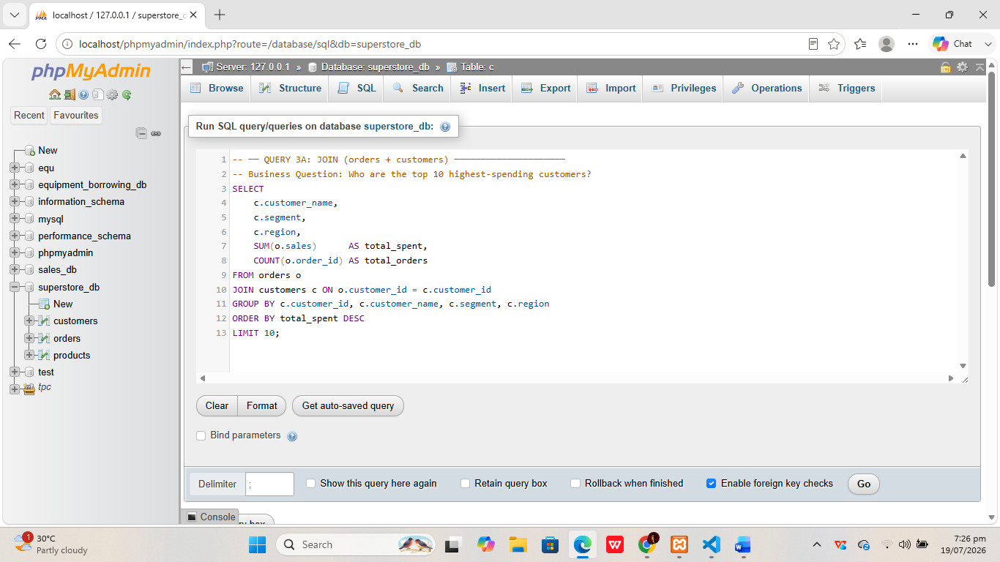 localhost / 127.0.0.1 / superstore_d
localhost/phpmyadmin/index.php?route=/database/sql&db=superstore_db
Chat
phpMyAdmin
Recent
Favourites
New
equ
equipment_borrowing_db
information_schema
mysql
performance_schema
phpmyadmin
sales_db
superstore_db
New
customers
orders
products
test
tpc
Server: 127.0.0.1 » Database: superstore_db » Table: c
Browse Structure SQL Search Insert Export Import Privileges Operations Triggers
Run SQL query/queries on database superstore_db:
1 -- ── QUERY 3A: JOIN (orders + customers) ─────────────────────
2 -- Business Question: Who are the top 10 highest-spending customers?
3 SELECT
4 c.customer_name,
5 c.segment,
6 c.region,
7 SUM(o.sales) AS total_spent,
8 COUNT(o.order_id) AS total_orders
9 FROM orders o
10 JOIN customers c ON o.customer_id = c.customer_id
11 GROUP BY c.customer_id, c.customer_name, c.segment, c.region
12 ORDER BY total_spent DESC
13 LIMIT 10;
Clear Format Get auto-saved query
Bind parameters
Delimiter ; Show this query here again Retain query box Rollback when finished Enable foreign key checks Go
Console
1
30°C
Partly cloudy
Search
7:26 pm
19/07/2026